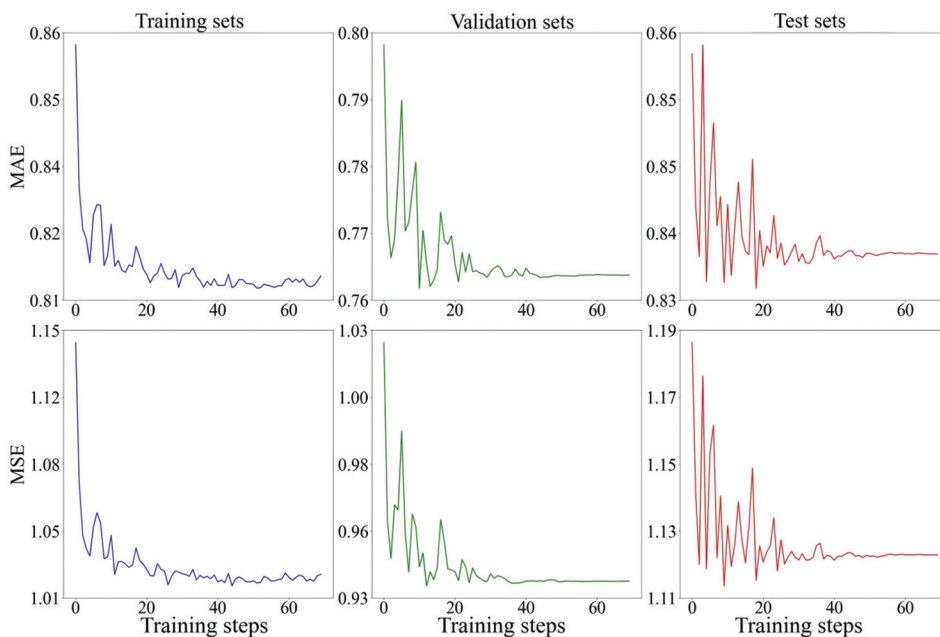 Training sets
Validation sets
Test sets
MAE
0.86
0.85
0.84
0.82
0.81
0 20 40 60
0.80
0.79
0.78
0.77
0.76
0 20 40 60
0.86
0.85
0.85
0.84
0.83
0 20 40 60
MSE
1.15
1.12
1.08
1.05
1.01
0 20 40 60
Training steps
1.03
1.00
0.98
0.96
0.93
0 20 40 60
Training steps
1.19
1.17
1.15
1.13
1.11
0 20 40 60
Training steps